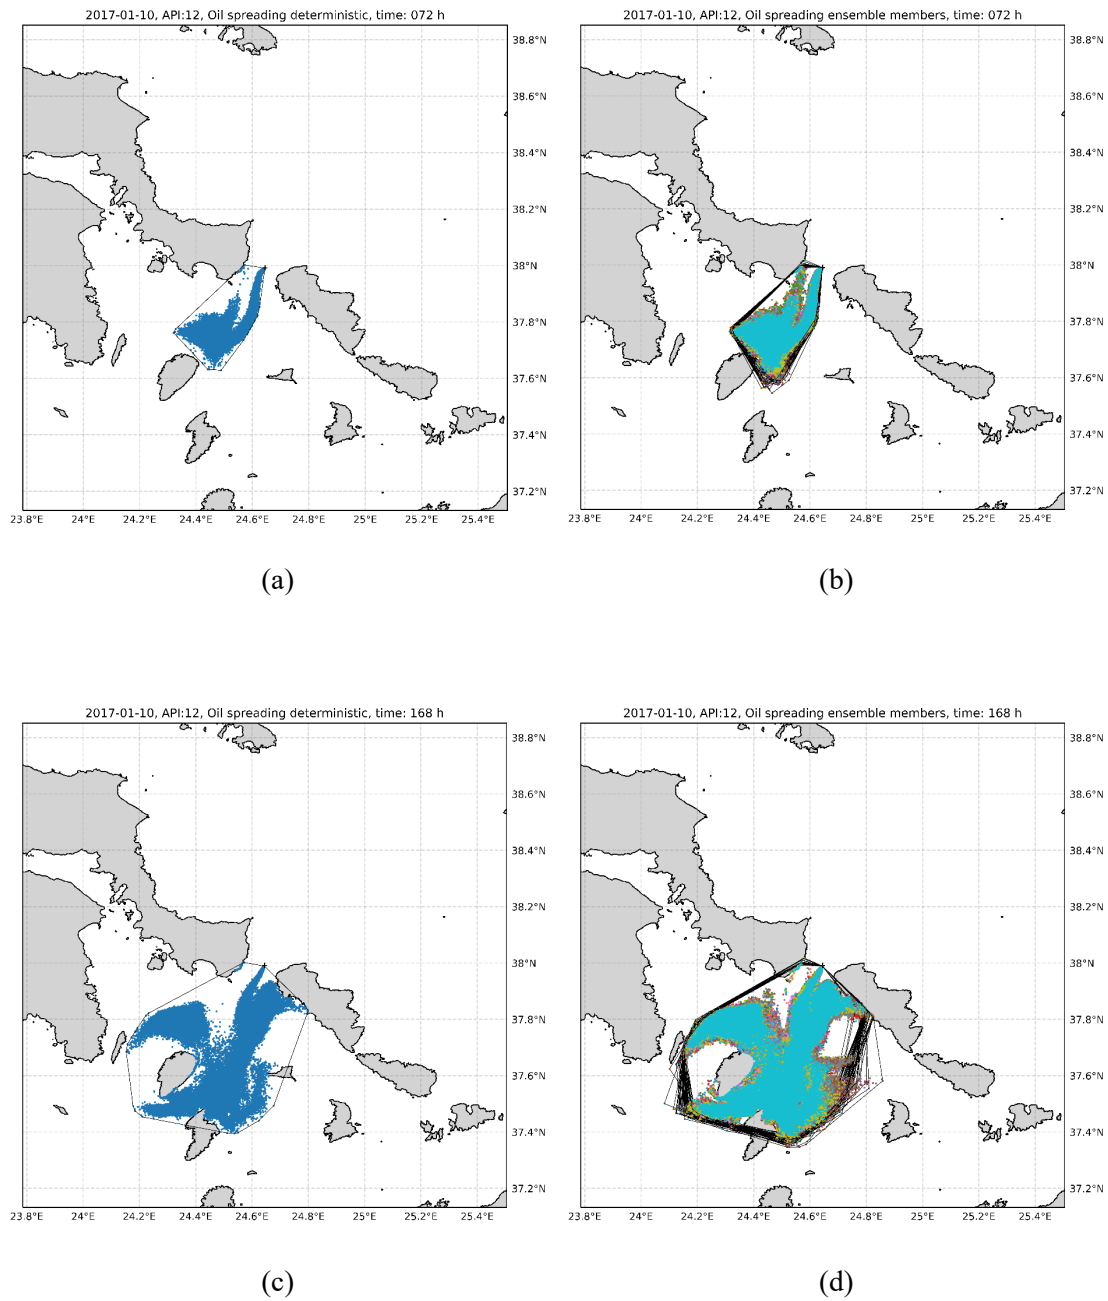 2017-01-10, API:12, Oil spreading deterministic, time: 072 h
38.8°N
38.6°N
38.4°N
38.2°N
38°N
37.8°N
37.6°N
37.4°N
37.2°N
23.8°E 24°E 24.2°E 24.4°E 24.6°E 24.8°E 25°E 25.2°E 25.4°E
(a)
2017-01-10, API:12, Oil spreading ensemble members, time: 072 h
38.8°N
38.6°N
38.4°N
38.2°N
38°N
37.8°N
37.6°N
37.4°N
37.2°N
23.8°E 24°E 24.2°E 24.4°E 24.6°E 24.8°E 25°E 25.2°E 25.4°E
(b)
2017-01-10, API:12, Oil spreading deterministic, time: 168 h
38.8°N
38.6°N
38.4°N
38.2°N
38°N
37.8°N
37.6°N
37.4°N
37.2°N
23.8°E 24°E 24.2°E 24.4°E 24.6°E 24.8°E 25°E 25.2°E 25.4°E
(c)
2017-01-10, API:12, Oil spreading ensemble members, time: 168 h
38.8°N
38.6°N
38.4°N
38.2°N
38°N
37.8°N
37.6°N
37.4°N
37.2°N
23.8°E 24°E 24.2°E 24.4°E 24.6°E 24.8°E 25°E 25.2°E 25.4°E
(d)